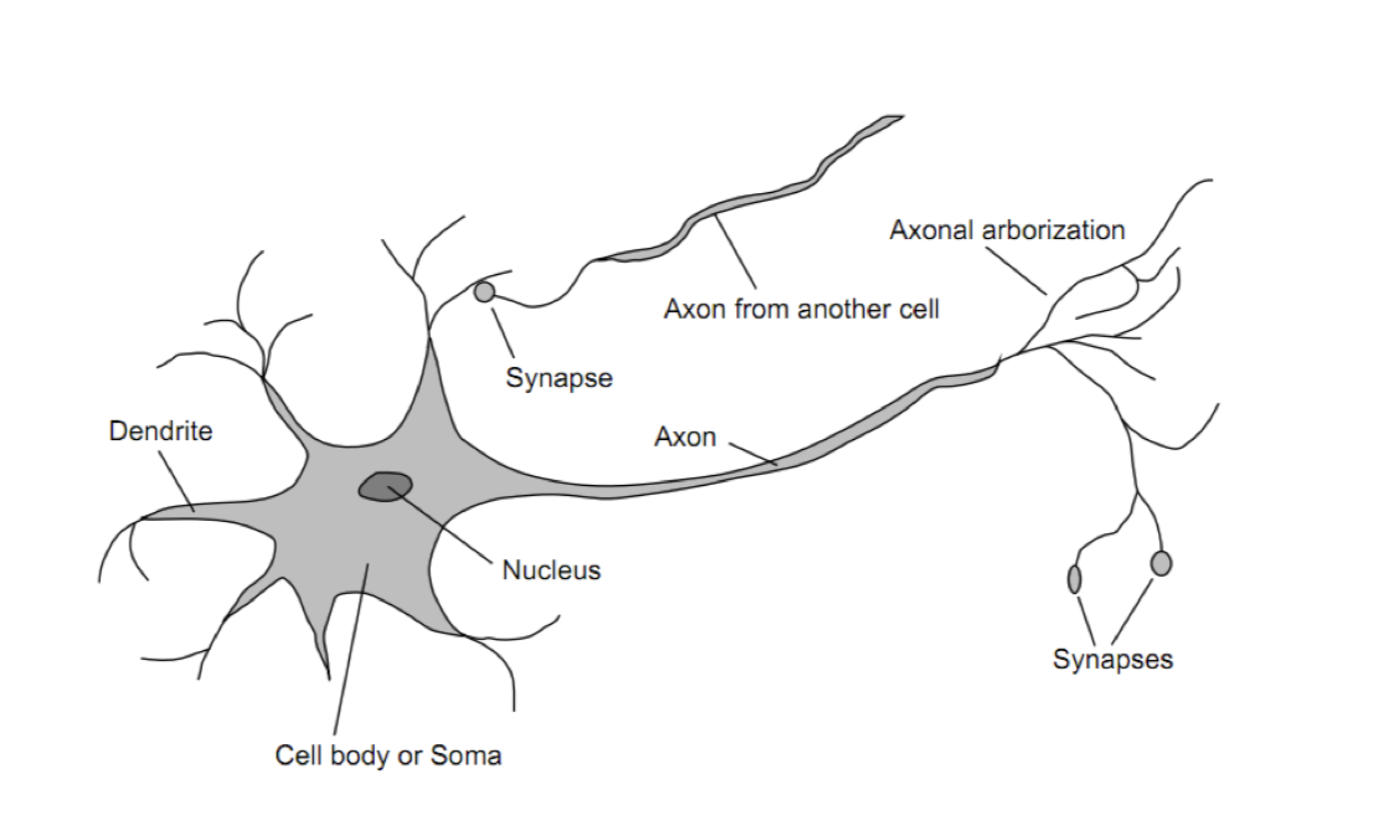 Axonal arborization
Axon from another cell
Synapse
Dendrite
Axon
Nucleus
Synapses
Cell body or Soma